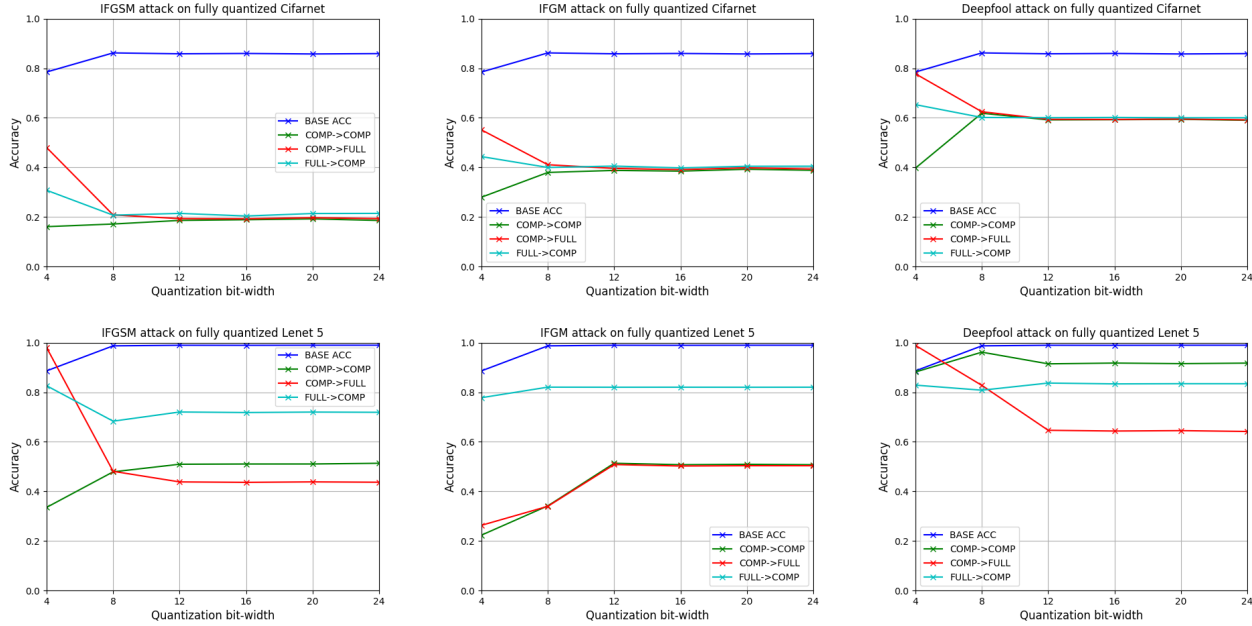 IFGSM attack on fully quantized Cifarnet
1.0
0.8
0.6
0.4
0.2
0.0
Accuracy
BASE ACC
COMP->COMP
COMP->FULL
FULL->COMP
4 8 12 16 20 24
Quantization bit-width
IFGM attack on fully quantized Cifarnet
1.0
0.8
0.6
0.4
0.2
0.0
Accuracy
BASE ACC
COMP->COMP
COMP->FULL
FULL->COMP
4 8 12 16 20 24
Quantization bit-width
Deepfool attack on fully quantized Cifarnet
1.0
0.8
0.6
0.4
0.2
0.0
Accuracy
BASE ACC
COMP->COMP
COMP->FULL
FULL->COMP
4 8 12 16 20 24
Quantization bit-width
IFGSM attack on fully quantized Lenet 5
1.0
0.8
0.6
0.4
0.2
0.0
Accuracy
BASE ACC
COMP->COMP
COMP->FULL
FULL->COMP
4 8 12 16 20 24
Quantization bit-width
IFGM attack on fully quantized Lenet 5
1.0
0.8
0.6
0.4
0.2
0.0
Accuracy
BASE ACC
COMP->COMP
COMP->FULL
FULL->COMP
4 8 12 16 20 24
Quantization bit-width
Deepfool attack on fully quantized Lenet 5
1.0
0.8
0.6
0.4
0.2
0.0
Accuracy
BASE ACC
COMP->COMP
COMP->FULL
FULL->COMP
4 8 12 16 20 24
Quantization bit-width